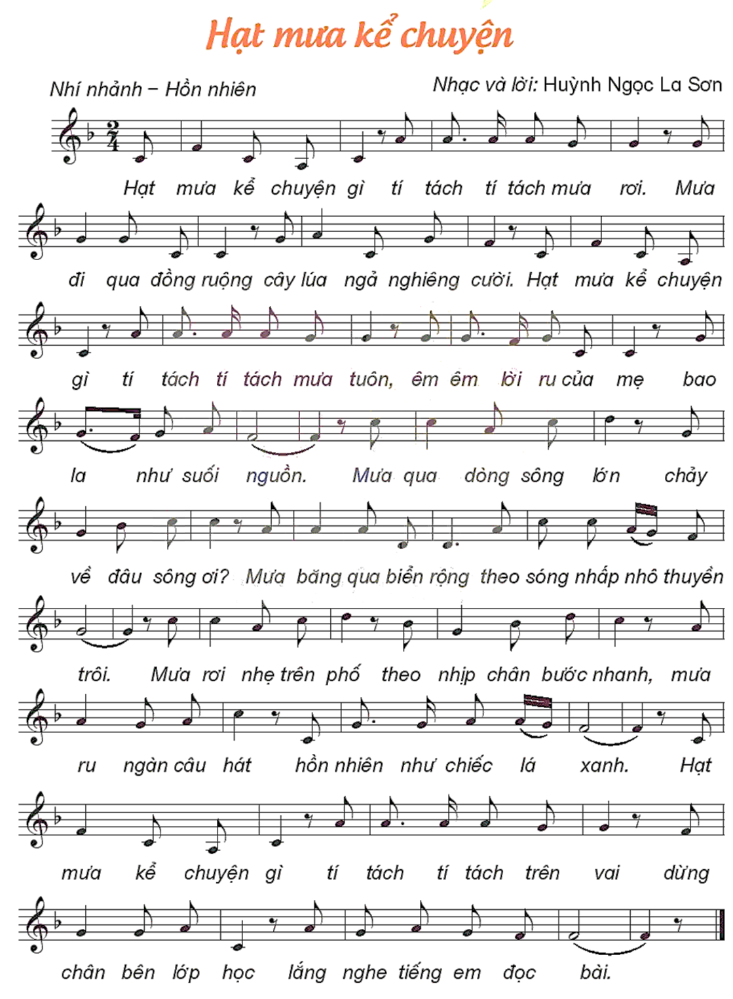 Hạt mưa kể chuyện
Nhí nhảnh – Hồn nhiên
Nhạc và lời: Huỳnh Ngọc La Sơn
2
4
Hạt mưa kể chuyện gì tí tách tí tách mưa rơi. Mưa
đi qua đồng ruộng cây lúa ngả nghiêng cười. Hạt mưa kể chuyện
gì tí tách tí tách mưa tuôn, êm êm lời ru của mẹ bao
la như suối nguồn. Mưa qua dòng sông lớn chảy
về đâu sông ơi? Mưa băng qua biển rộng theo sóng nhấp nhô thuyền
trôi. Mưa rơi nhẹ trên phố theo nhịp chân bước nhanh, mưa
ru ngàn câu hát hồn nhiên như chiếc lá xanh. Hạt
mưa kể chuyện gì tí tách tí tách trên vai dừng
chân bên lớp học lắng nghe tiếng em đọc bài.